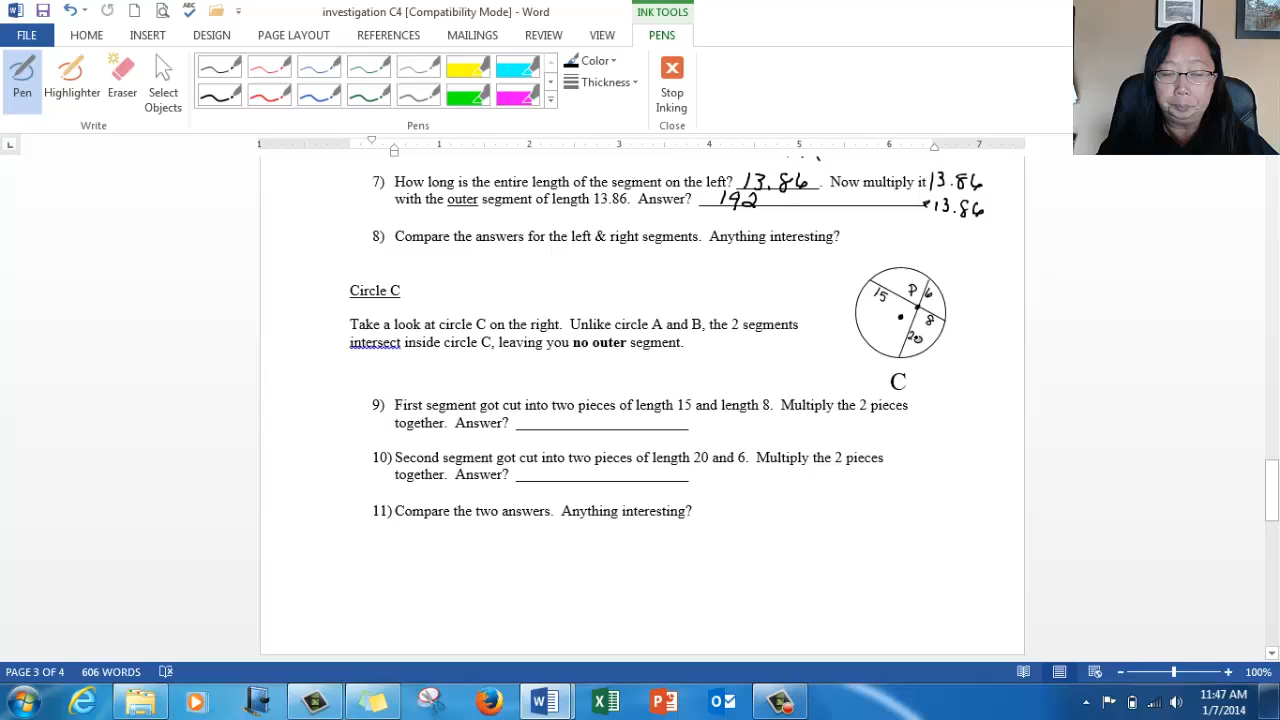 investigation C4 [Compatibility Mode] - Word
INK TOOLS
FILE HOME INSERT DESIGN PAGE LAYOUT REFERENCES MAILINGS REVIEW VIEW PENS
Pen Highlighter Eraser Select Objects
Color
Thickness
Stop Inking
Write Pens Close
1 1 2 3 4 5 6 7
7) How long is the entire length of the segment on the left? 13.86. Now multiply it 13.86
with the outer segment of length 13.86. Answer? 192 13.86
8) Compare the answers for the left & right segments. Anything interesting?
Circle C
15 P 6
8
20
Take a look at circle C on the right. Unlike circle A and B, the 2 segments
intersect inside circle C, leaving you no outer segment.
C
9) First segment got cut into two pieces of length 15 and length 8. Multiply the 2 pieces
together. Answer?
10) Second segment got cut into two pieces of length 20 and 6. Multiply the 2 pieces
together. Answer?
11) Compare the two answers. Anything interesting?
PAGE 3 OF 4 606 WORDS 100%
11:47 AM
1/7/2014